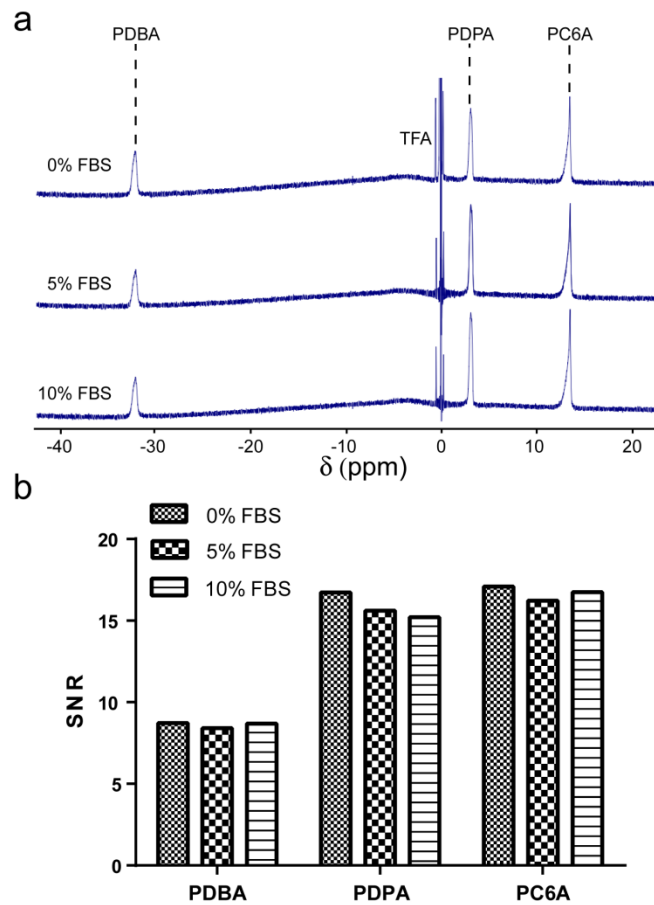 a
PDBA PDPA PC6A
TFA
0% FBS
5% FBS
10% FBS
-40 -30 -20 -10 0 10 20
δ (ppm)
b
0% FBS
5% FBS
10% FBS
20
15
10
5
0
SNR
PDBA PDPA PC6A